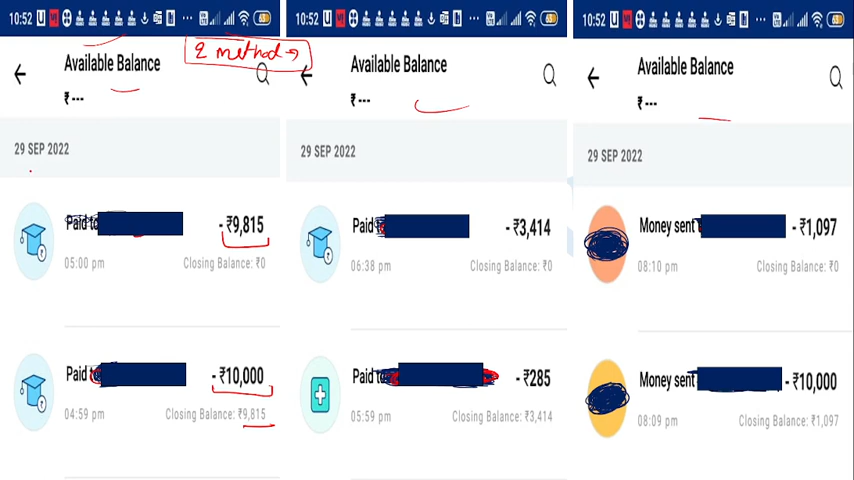 10:52
63
2 method →
Available Balance
₹ ---
29 SEP 2022
Paid to
- ₹9,815
05:00 pm
Closing Balance: ₹0
Paid
- ₹10,000
04:59 pm
Closing Balance: ₹9,815
10:52
63
Available Balance
₹ ---
29 SEP 2022
Paid
- ₹3,414
06:38 pm
Closing Balance: ₹0
Paid to
- ₹285
05:59 pm
Closing Balance: ₹3,414
10:52
63
Available Balance
₹ ---
29 SEP 2022
Money sent
- ₹1,097
08:10 pm
Closing Balance: ₹0
Money sent
- ₹10,000
08:09 pm
Closing Balance: ₹1,097